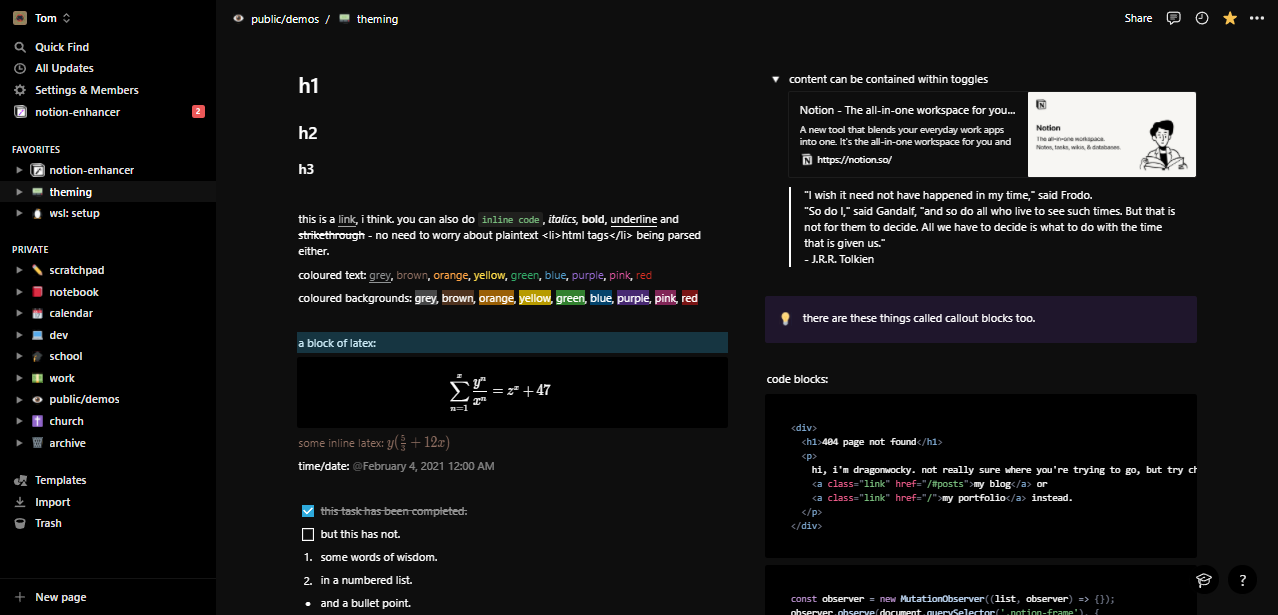 Tom
Quick Find
All Updates
Settings & Members
notion-enhancer
2
FAVORITES
notion-enhancer
theming
wsl: setup
PRIVATE
scratchpad
notebook
calendar
dev
school
work
public/demos
church
archive
Templates
Import
Trash
New page
public/demos / theming
Share
h1
h2
h3
this is a link, i think. you can also do inline code, italics, bold, underline and
strikethrough - no need to worry about plaintext <li>html tags</li> being parsed
either.
coloured text: grey, brown, orange, yellow, green, blue, purple, pink, red
coloured backgrounds: grey, brown, orange, yellow, green, blue, purple, pink, red
a block of latex:
∑ₙ₌₁ˣ yⁿ/xⁿ = zˣ + 47
some inline latex: y(5/3 + 12x)
time/date: @February 4, 2021 12:00 AM
this task has been completed.
but this has not.
1. some words of wisdom.
2. in a numbered list.
• and a bullet point.
content can be contained within toggles
Notion - The all-in-one workspace for you...
A new tool that blends your everyday work apps
into one. It's the all-in-one workspace for you and
https://notion.so/
Notion
The all-in-one workspace.
Notes, tasks, wikis, & databases.
"I wish it need not have happened in my time," said Frodo.
"So do I," said Gandalf, "and so do all who live to see such times. But that is
not for them to decide. All we have to decide is what to do with the time
that is given us."
- J.R.R. Tolkien
there are these things called callout blocks too.
code blocks:
<div>
<h1>404 page not found</h1>
<p>
hi, i'm dragonwocky. not really sure where you're trying to go, but try ch
<a class="link" href="/#posts">my blog</a> or
<a class="link" href="/">my portfolio</a> instead.
</p>
</div>
const observer = new MutationObserver((list, observer) => {});
observer.observe(document.querySelector('.notion-frame'), {
?